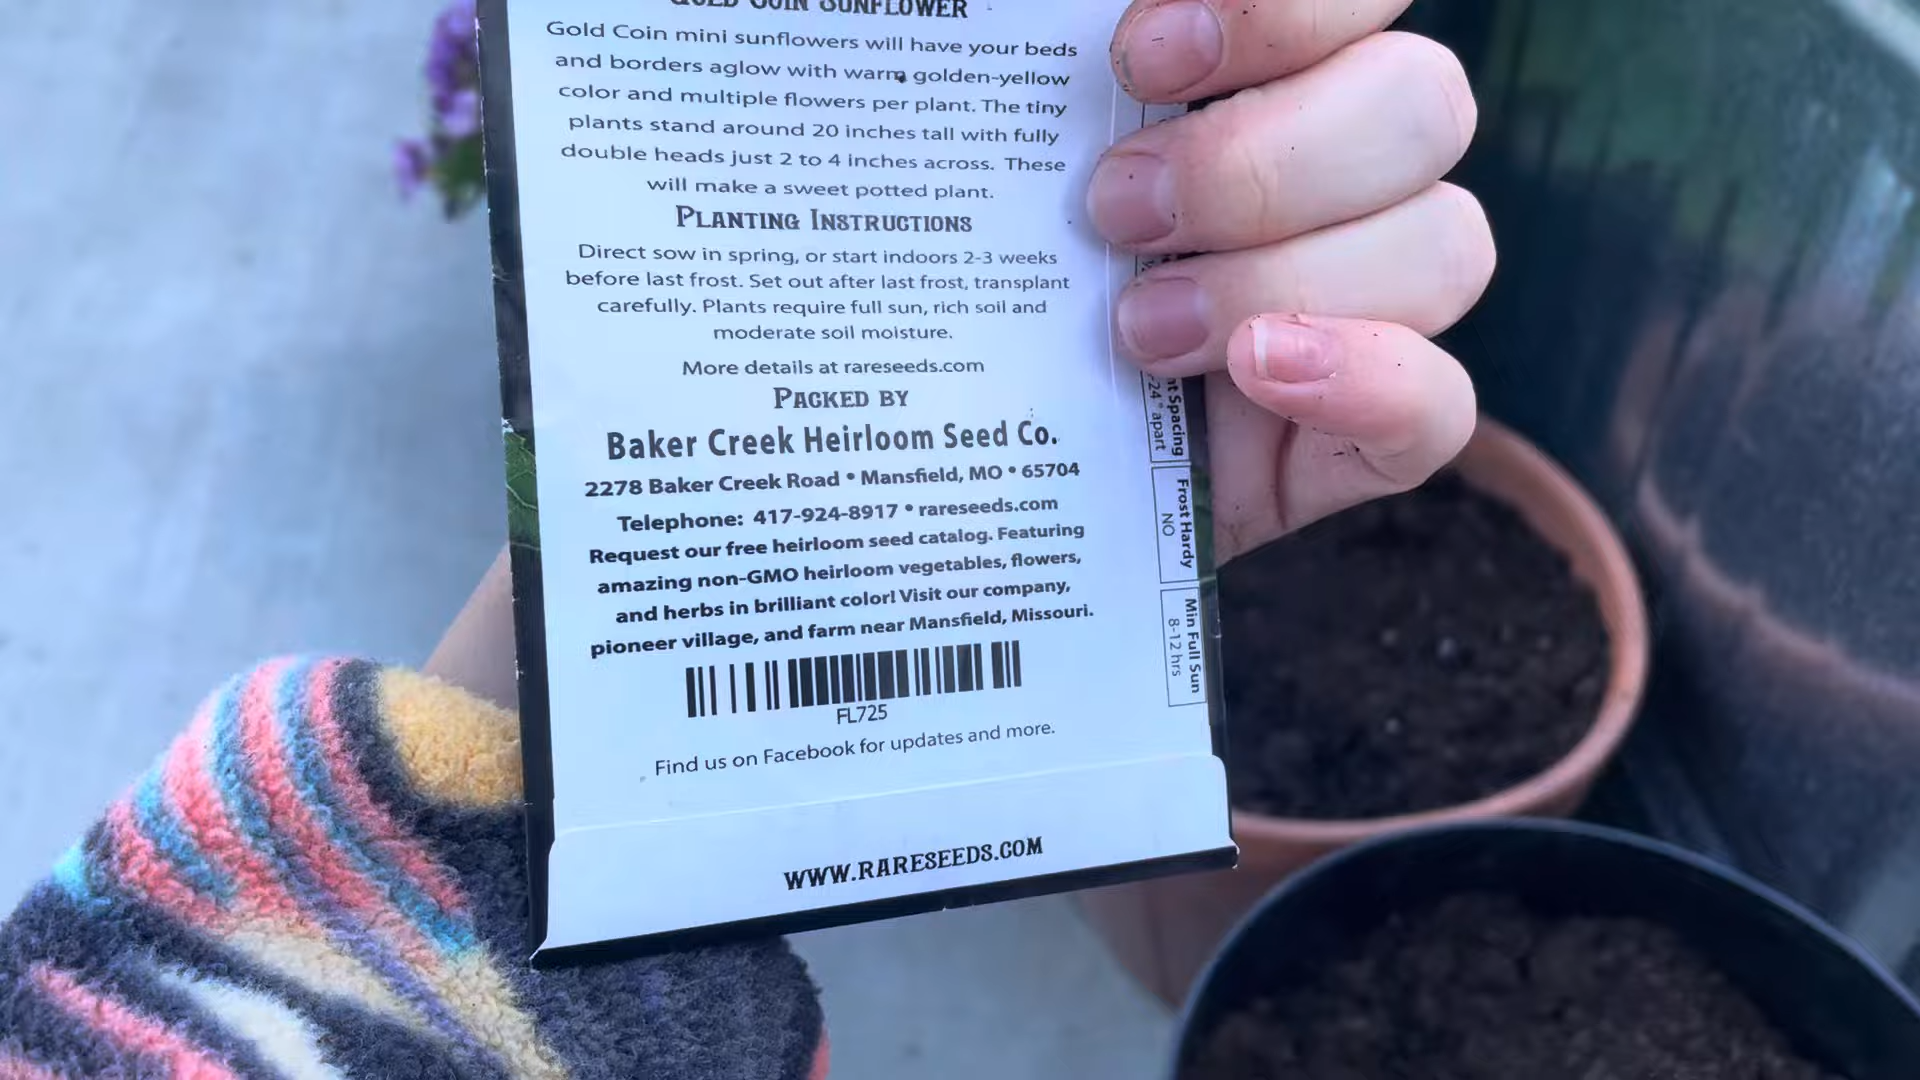 Gold Coin Sunflower
Gold Coin mini sunflowers will have your beds
and borders aglow with warm golden-yellow
color and multiple flowers per plant. The tiny
plants stand around 20 inches tall with fully
double heads just 2 to 4 inches across. These
will make a sweet potted plant.
Planting Instructions
Direct sow in spring, or start indoors 2-3 weeks
before last frost. Set out after last frost, transplant
carefully. Plants require full sun, rich soil and
moderate soil moisture.
More details at rareseeds.com
Packed by
Baker Creek Heirloom Seed Co.
2278 Baker Creek Road • Mansfield, MO • 65704
Telephone: 417-924-8917 • rareseeds.com
Request our free heirloom seed catalog. Featuring
amazing non-GMO heirloom vegetables, flowers,
and herbs in brilliant color! Visit our company,
pioneer village, and farm near Mansfield, Missouri.
FL725
Find us on Facebook for updates and more.
WWW.RARESEEDS.COM
Spacing
24" apart
Frost Hardy
NO
Min Full Sun
8-12 hrs